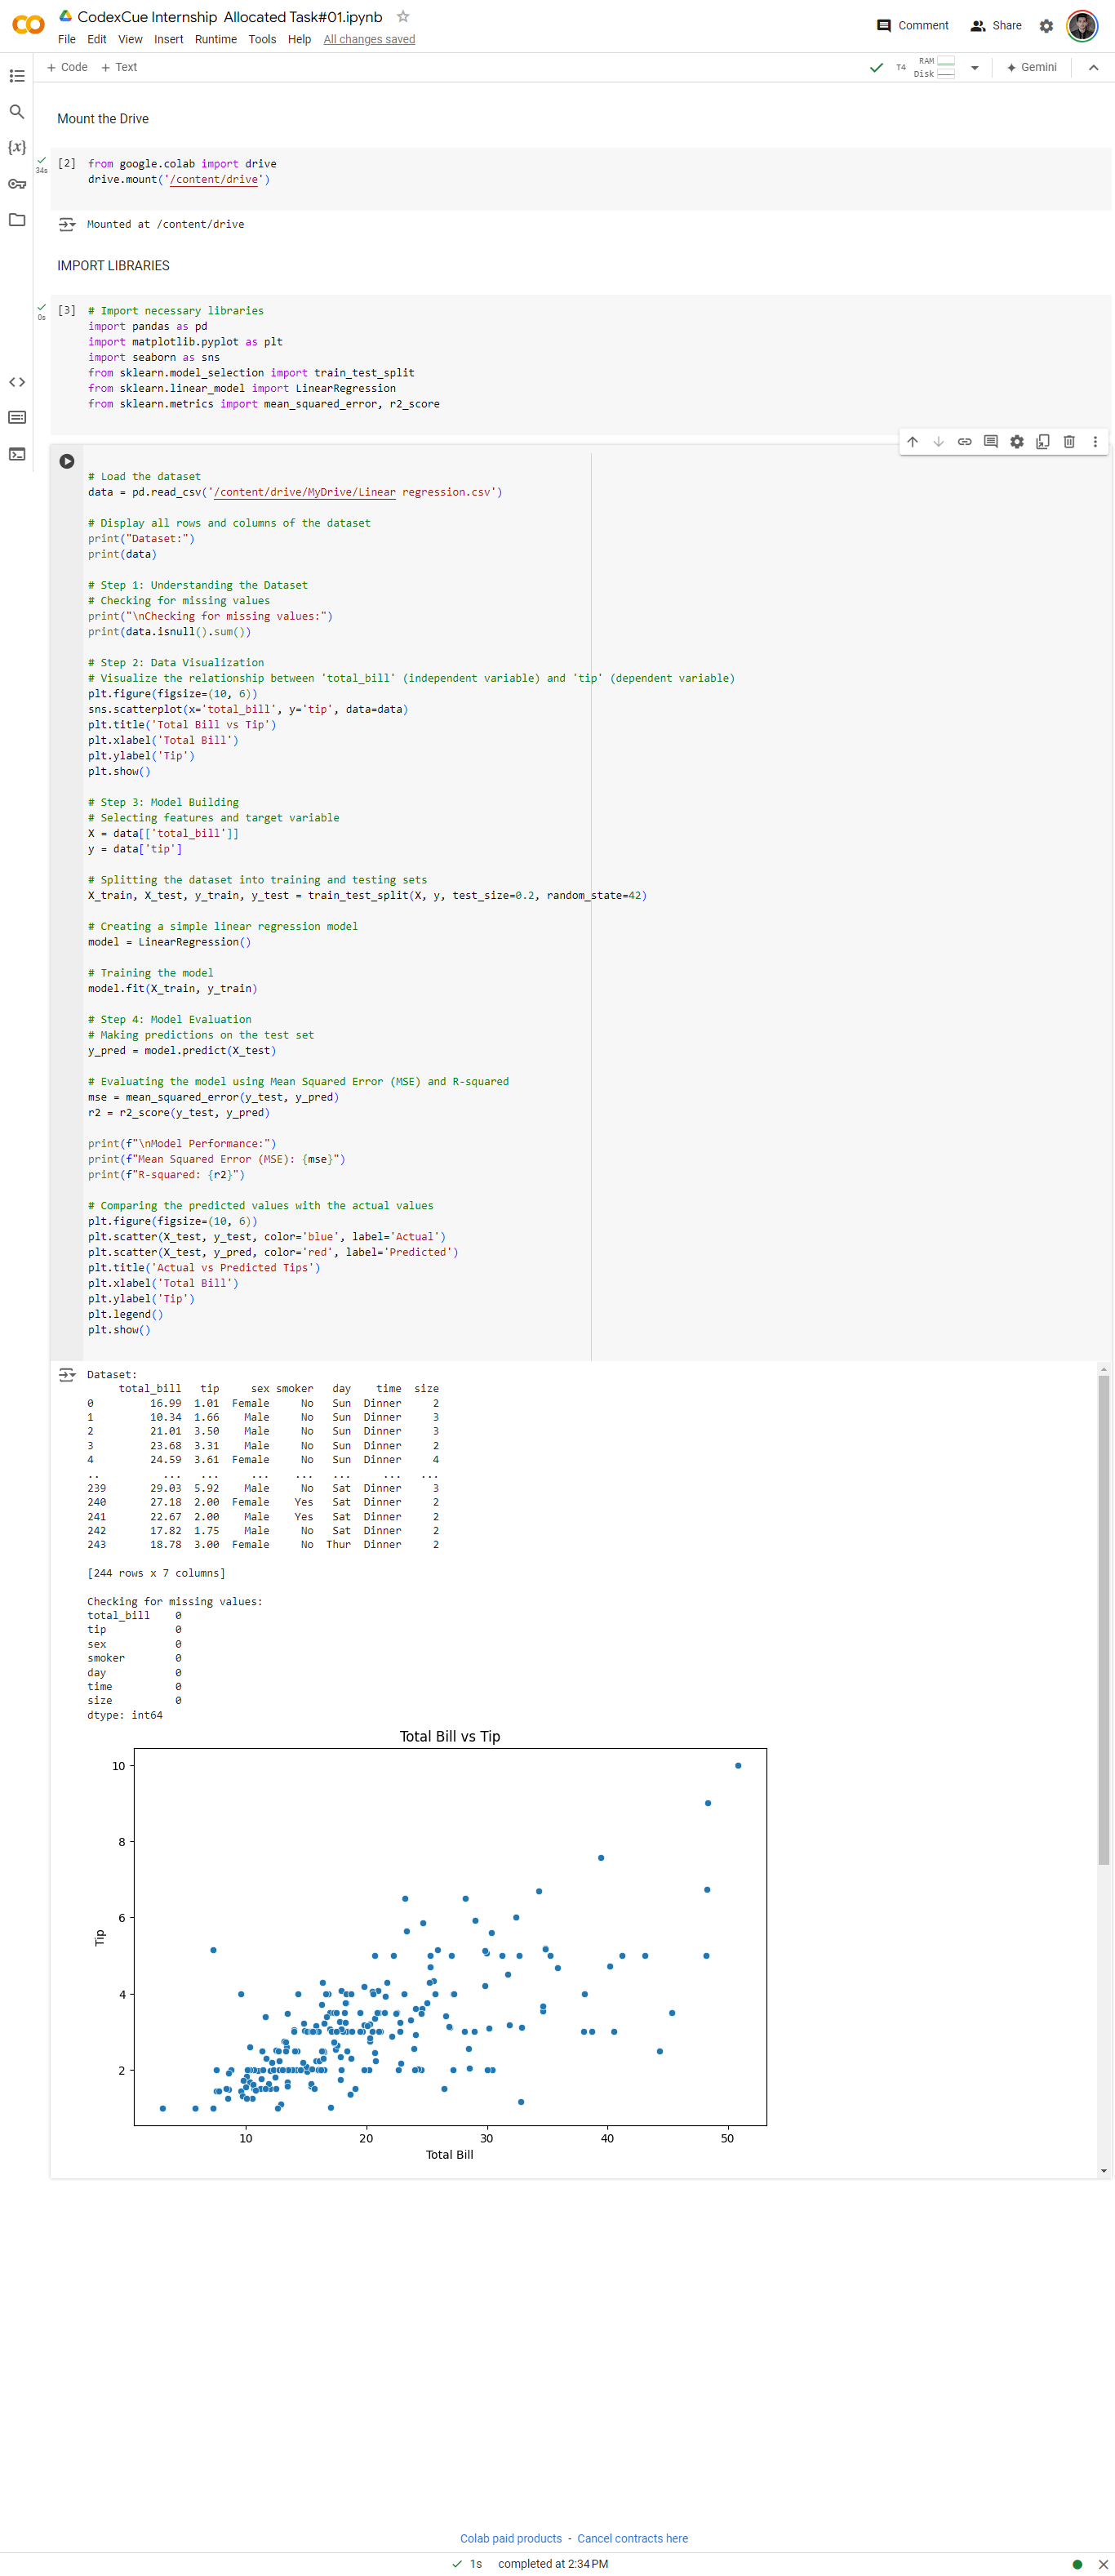 CodexCue Internship Allocated Task#01.ipynb
File Edit View Insert Runtime Tools Help All changes saved
Comment Share
+ Code + Text
T4 RAM Disk Gemini
Mount the Drive
34s
[2] from google.colab import drive
drive.mount('/content/drive')
Mounted at /content/drive
IMPORT LIBRARIES
0s
[3] # Import necessary libraries
import pandas as pd
import matplotlib.pyplot as plt
import seaborn as sns
from sklearn.model_selection import train_test_split
from sklearn.linear_model import LinearRegression
from sklearn.metrics import mean_squared_error, r2_score
# Load the dataset
data = pd.read_csv('/content/drive/MyDrive/Linear regression.csv')
# Display all rows and columns of the dataset
print("Dataset:")
print(data)
# Step 1: Understanding the Dataset
# Checking for missing values
print("\nChecking for missing values:")
print(data.isnull().sum())
# Step 2: Data Visualization
# Visualize the relationship between 'total_bill' (independent variable) and 'tip' (dependent variable)
plt.figure(figsize=(10, 6))
sns.scatterplot(x='total_bill', y='tip', data=data)
plt.title('Total Bill vs Tip')
plt.xlabel('Total Bill')
plt.ylabel('Tip')
plt.show()
# Step 3: Model Building
# Selecting features and target variable
X = data[['total_bill']]
y = data['tip']
# Splitting the dataset into training and testing sets
X_train, X_test, y_train, y_test = train_test_split(X, y, test_size=0.2, random_state=42)
# Creating a simple linear regression model
model = LinearRegression()
# Training the model
model.fit(X_train, y_train)
# Step 4: Model Evaluation
# Making predictions on the test set
y_pred = model.predict(X_test)
# Evaluating the model using Mean Squared Error (MSE) and R-squared
mse = mean_squared_error(y_test, y_pred)
r2 = r2_score(y_test, y_pred)
print(f"\nModel Performance:")
print(f"Mean Squared Error (MSE): {mse}")
print(f"R-squared: {r2}")
# Comparing the predicted values with the actual values
plt.figure(figsize=(10, 6))
plt.scatter(X_test, y_test, color='blue', label='Actual')
plt.scatter(X_test, y_pred, color='red', label='Predicted')
plt.title('Actual vs Predicted Tips')
plt.xlabel('Total Bill')
plt.ylabel('Tip')
plt.legend()
plt.show()
Dataset:
total_bill tip sex smoker day time size
0 16.99 1.01 Female No Sun Dinner 2
1 10.34 1.66 Male No Sun Dinner 3
2 21.01 3.50 Male No Sun Dinner 3
3 23.68 3.31 Male No Sun Dinner 2
4 24.59 3.61 Female No Sun Dinner 4
.. ... ... ... ... ... ... ...
239 29.03 5.92 Male No Sat Dinner 3
240 27.18 2.00 Female Yes Sat Dinner 2
241 22.67 2.00 Male Yes Sat Dinner 2
242 17.82 1.75 Male No Sat Dinner 2
243 18.78 3.00 Female No Thur Dinner 2
[244 rows x 7 columns]
Checking for missing values:
total_bill 0
tip 0
sex 0
smoker 0
day 0
time 0
size 0
dtype: int64
Total Bill vs Tip
10
8
6
4
2
Tip
10 20 30 40 50
Total Bill
Colab paid products - Cancel contracts here
1s completed at 2:34 PM